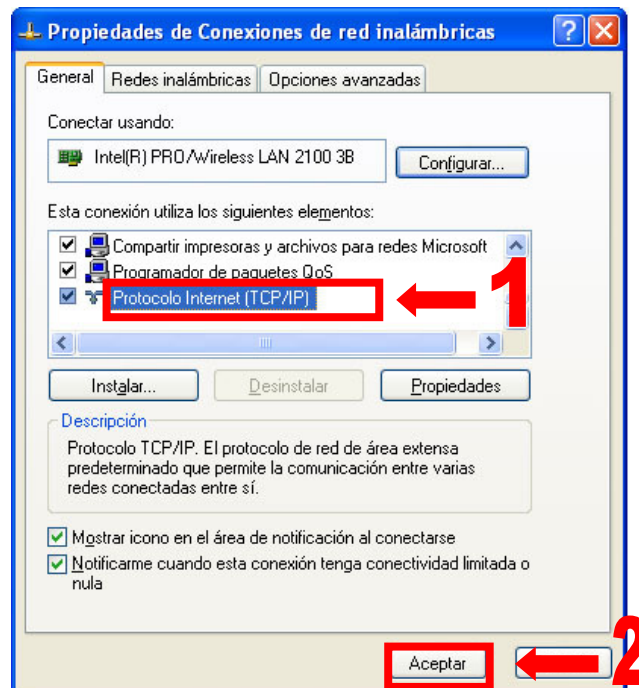 Propiedades de Conexiones de red inalámbricas
General Redes inalámbricas Opciones avanzadas
Conectar usando:
Intel(R) PRO/Wireless LAN 2100 3B Configurar...
Esta conexión utiliza los siguientes elementos:
Compartir impresoras y archivos para redes Microsoft
Programador de paquetes QoS
Protocolo Internet (TCP/IP)
1
Instalar... Desinstalar Propiedades
Descripción
Protocolo TCP/IP. El protocolo de red de área extensa
predeterminado que permite la comunicación entre varias
redes conectadas entre sí.
Mostrar icono en el área de notificación al conectarse
Notificarme cuando esta conexión tenga conectividad limitada o
nula
Aceptar
2